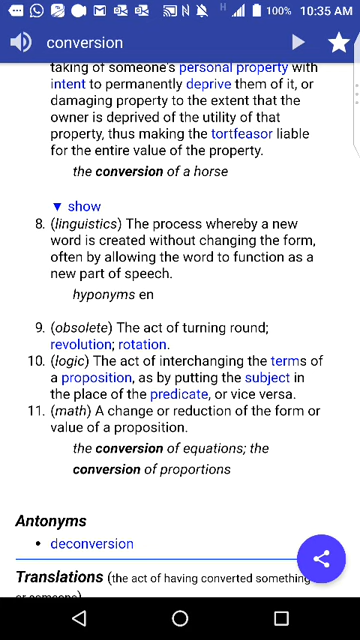 100% 10:35 AM
conversion
taking of someone's personal property with
intent to permanently deprive them of it, or
damaging property to the extent that the
owner is deprived of the utility of that
property, thus making the tortfeasor liable
for the entire value of the property.
the conversion of a horse
▼ show
8. (linguistics) The process whereby a new
word is created without changing the form,
often by allowing the word to function as a
new part of speech.
hyponyms en
9. (obsolete) The act of turning round;
revolution; rotation.
10. (logic) The act of interchanging the terms of
a proposition, as by putting the subject in
the place of the predicate, or vice versa.
11. (math) A change or reduction of the form or
value of a proposition.
the conversion of equations; the
conversion of proportions
Antonyms
• deconversion
Translations (the act of having converted something
or someone)